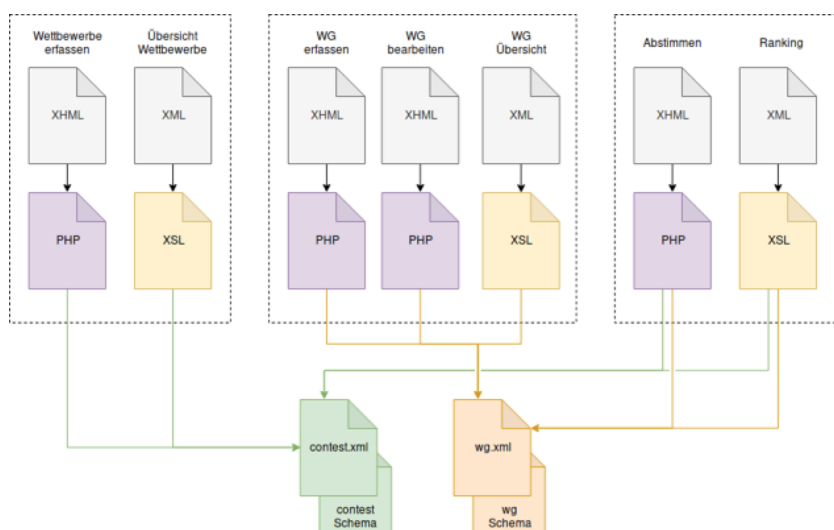 Wettbewerbe
erfassen
Übersicht
Wettbewerbe
WG
erfassen
WG
bearbeiten
WG
Übersicht
Abstimmen
Ranking
XHML
XML
XHML
XHML
XML
XHML
XML
PHP
XSL
PHP
PHP
XSL
PHP
XSL
contest.xml
wg.xml
contest
Schema
wg
Schema